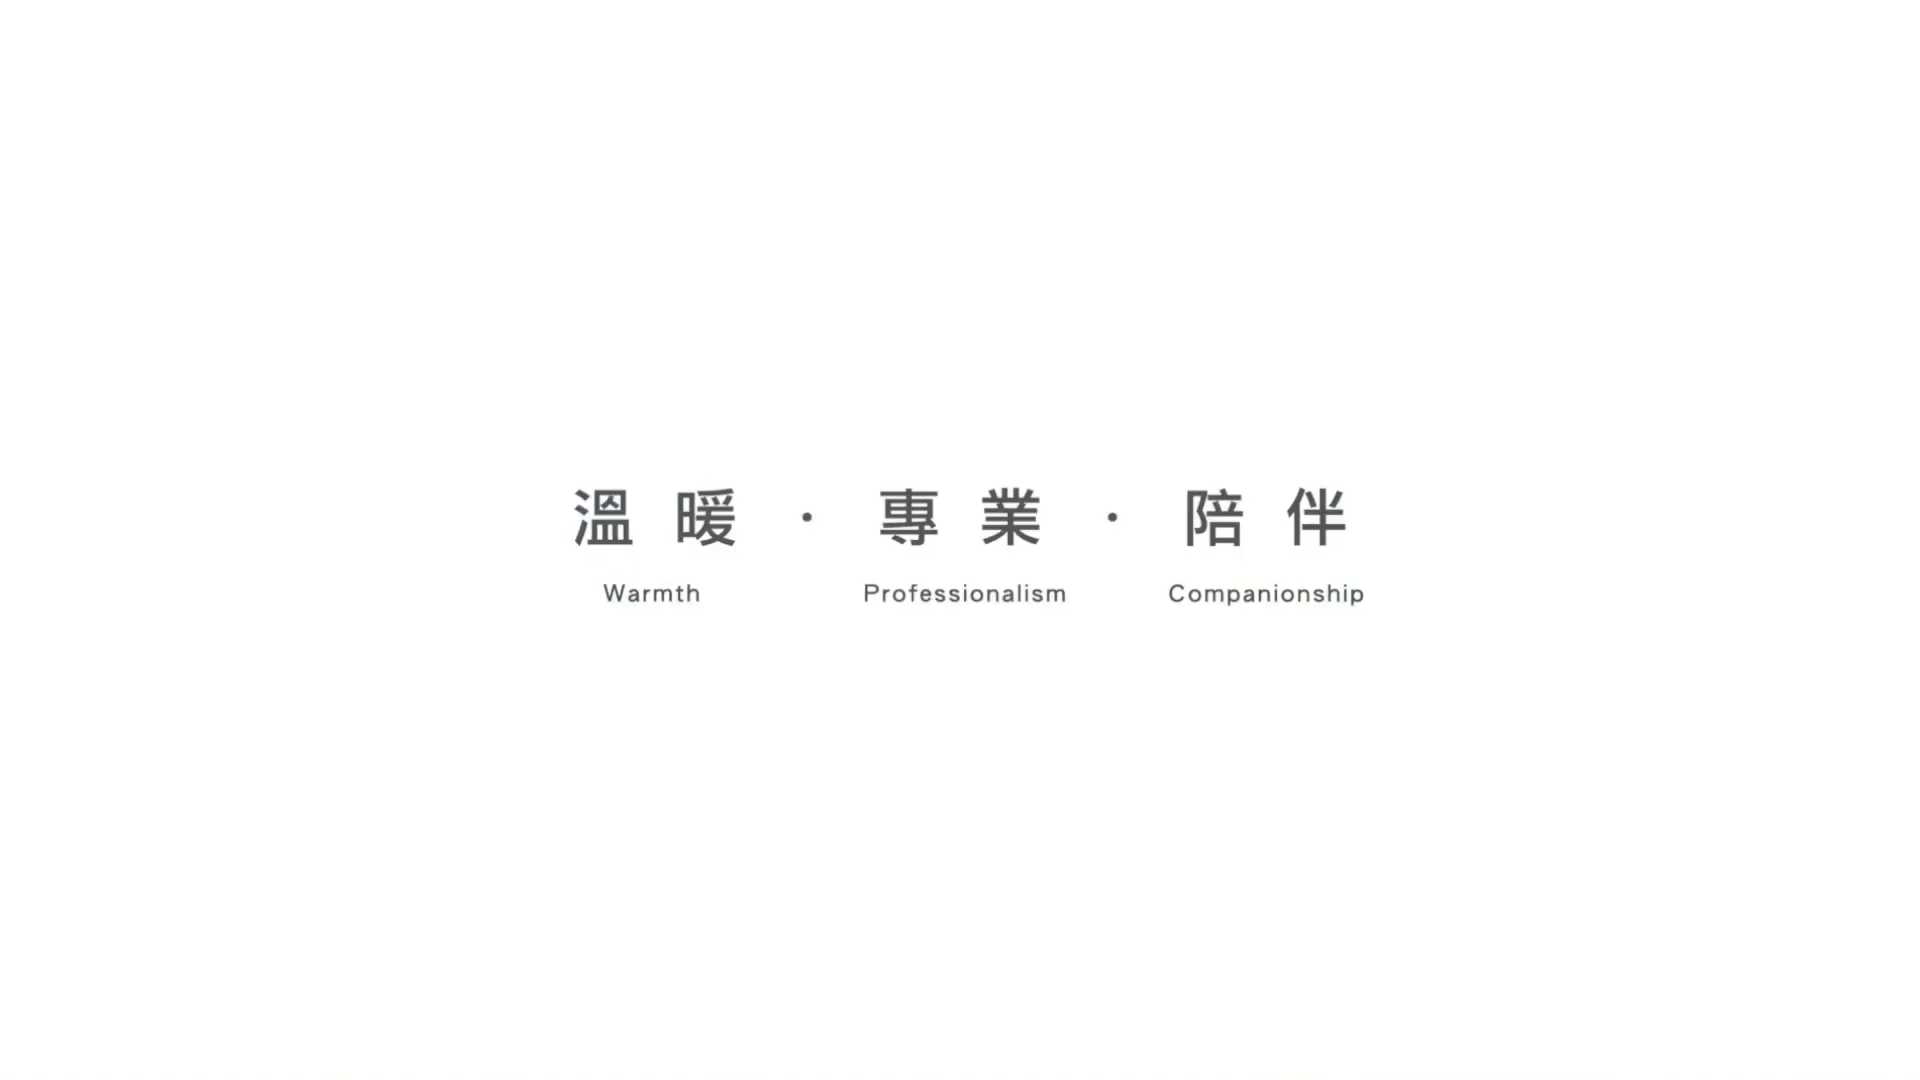 溫暖・專業・陪伴
Warmth Professionalism Companionship